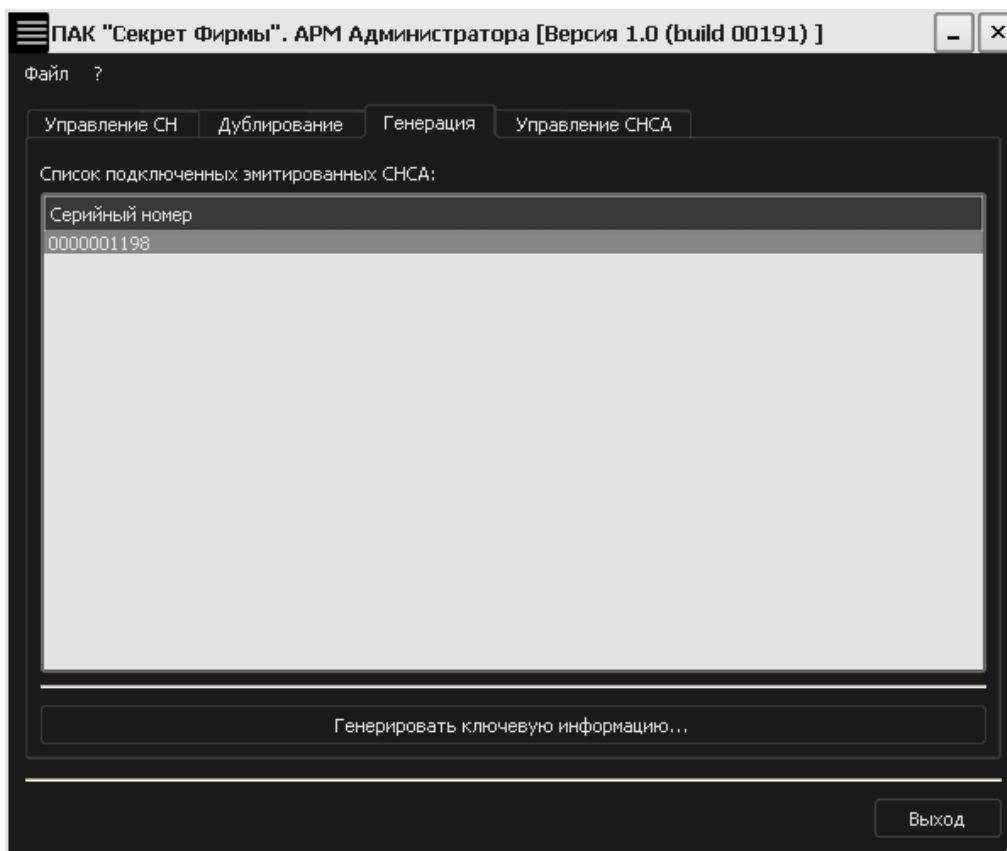 ПАК "Секрет Фирмы". АРМ Администратора [Версия 1.0 (build 00191) ]
Файл ?
Управление СН Дублирование Генерация Управление СНСА
Список подключенных эмитированных СНСА:
Серийный номер
0000001198
Генерировать ключевую информацию...
Выход